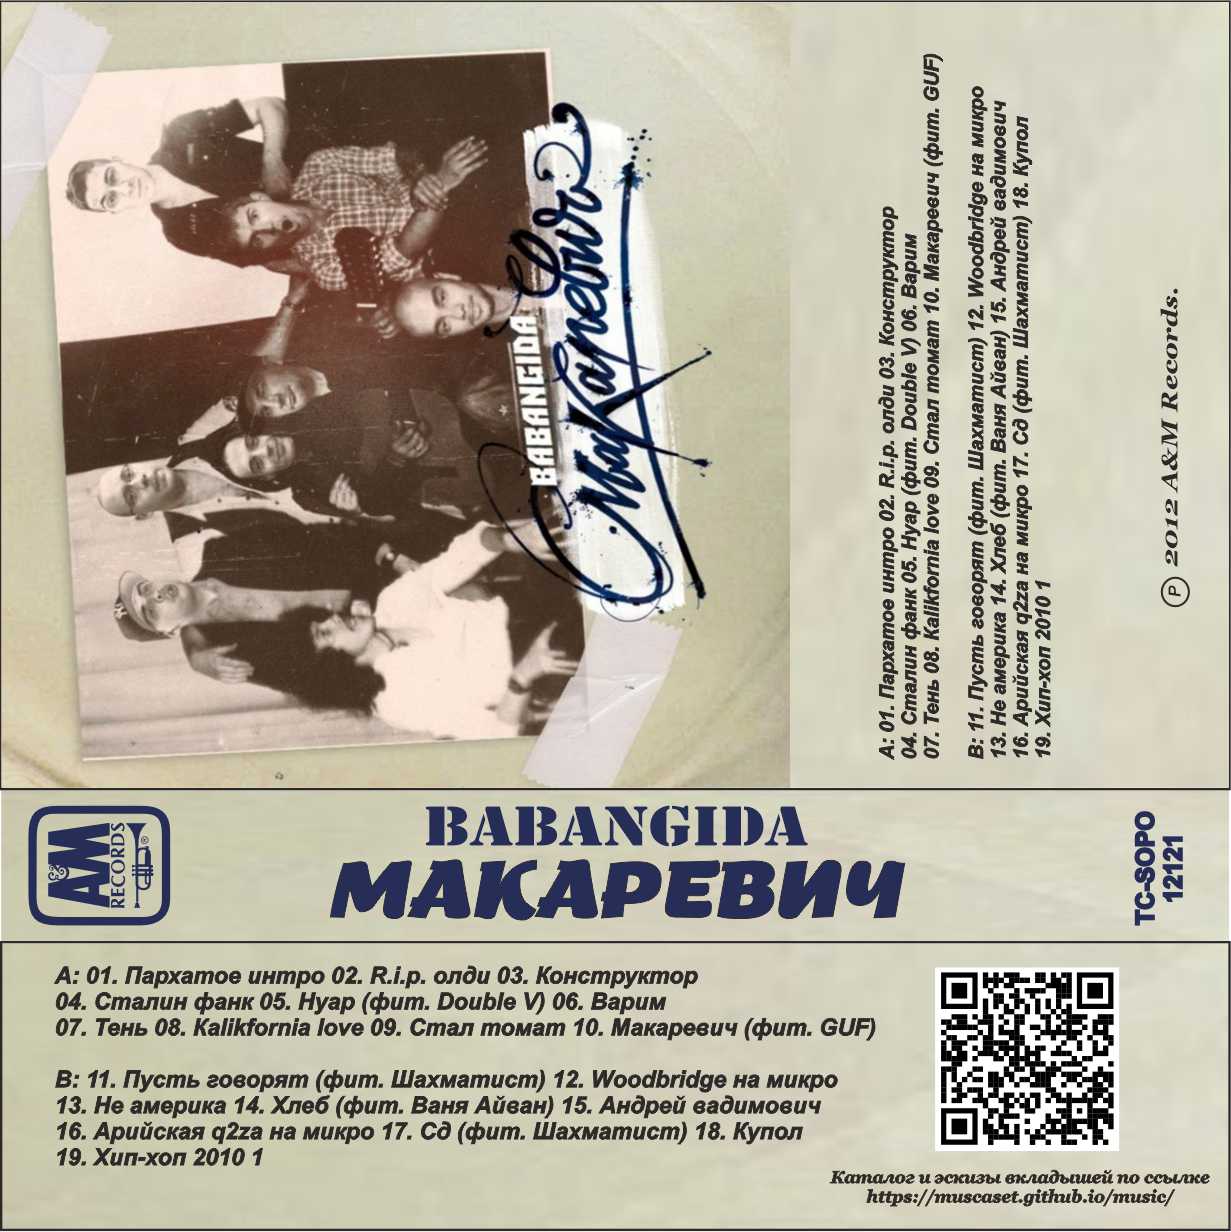 BABANGIDA
Макаревич
A: 01. Пархатое интро 02. R.i.p. олди 03. Конструктор
04. Сталин фанк 05. Нуар (фит. Double V) 06. Варим
07. Тень 08. Kalikfornia love 09. Стал томат 10. Макаревич (фит. GUF)
B: 11. Пусть говорят (фит. Шахматист) 12. Woodbridge на микро
13. Не америка 14. Хлеб (фит. Ваня Айван) 15. Андрей вадимович
16. Арийская q2za на микро 17. Сд (фит. Шахматист) 18. Купол
19. Хип-хоп 2010 1
Ⓟ 2012 A&M Records.
A&M
RECORDS
®
BABANGIDA
МАКАРЕВИЧ
TC-SOPO
12121
A: 01. Пархатое интро 02. R.i.p. олди 03. Конструктор
04. Сталин фанк 05. Нуар (фит. Double V) 06. Варим
07. Тень 08. Kalikfornia love 09. Стал томат 10. Макаревич (фит. GUF)
B: 11. Пусть говорят (фит. Шахматист) 12. Woodbridge на микро
13. Не америка 14. Хлеб (фит. Ваня Айван) 15. Андрей вадимович
16. Арийская q2za на микро 17. Сд (фит. Шахматист) 18. Купол
19. Хип-хоп 2010 1
Каталог и эскизы вкладышей по ссылке
https://muscaset.github.io/music/